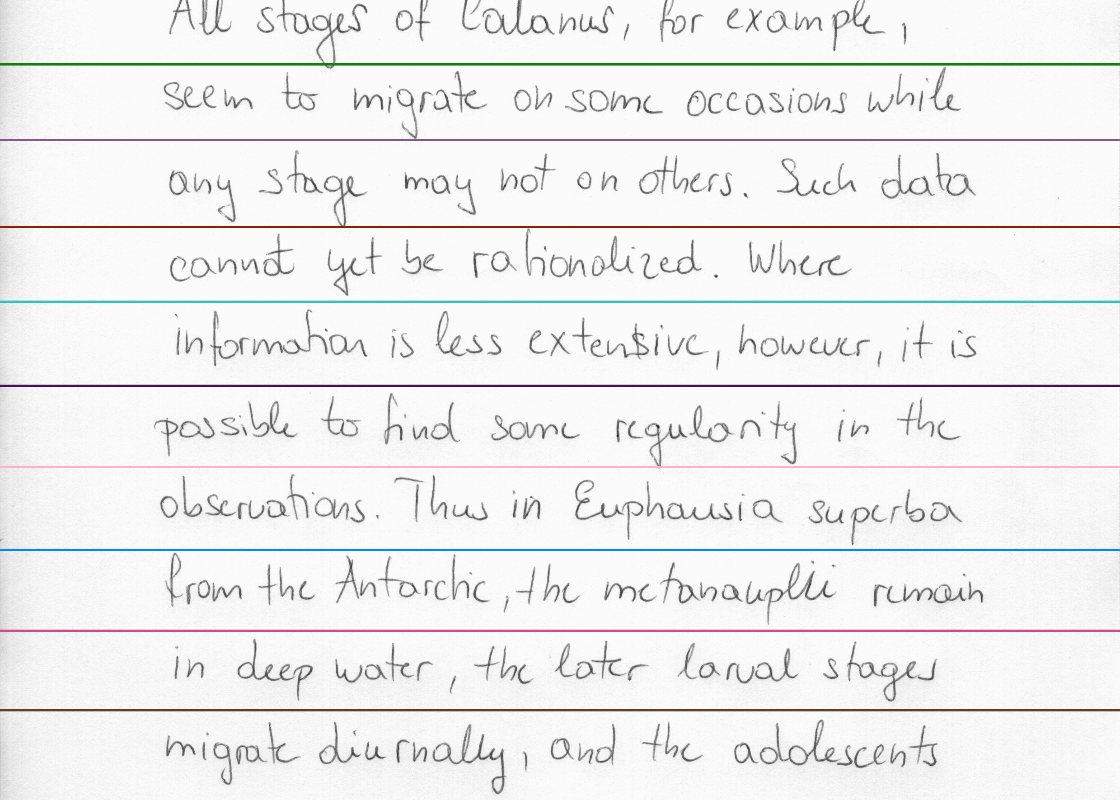 All stages of Calanus, for example,
seem to migrate on some occasions while
any stage may not on others. Such data
cannot yet be rationalized. Where
information is less extensive, however, it is
possible to find some regularity in the
observations. Thus in Euphausia superba
from the Antarctic, the metanauplii remain
in deep water, the later larval stages
migrate diurnally, and the adolescents